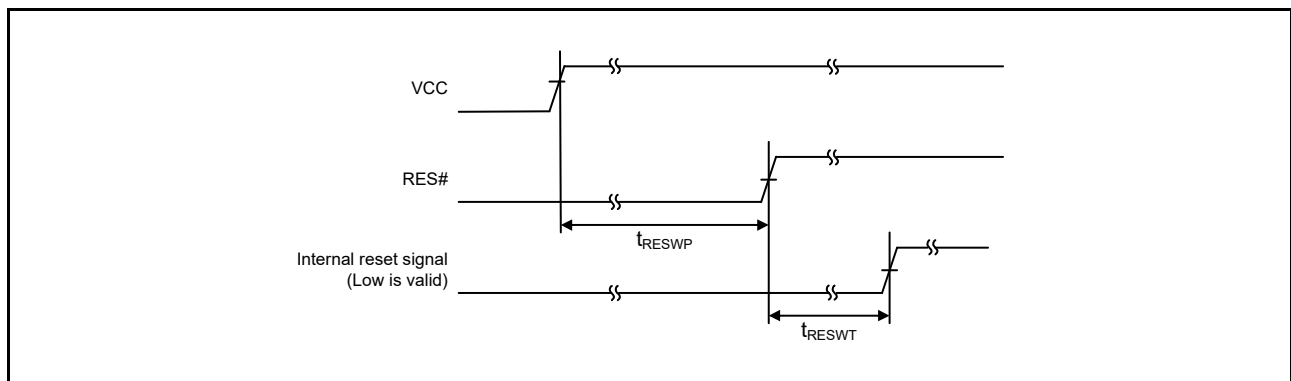 VCC
RES#
tRESWP
Internal reset signal
(Low is valid)
tRESWT